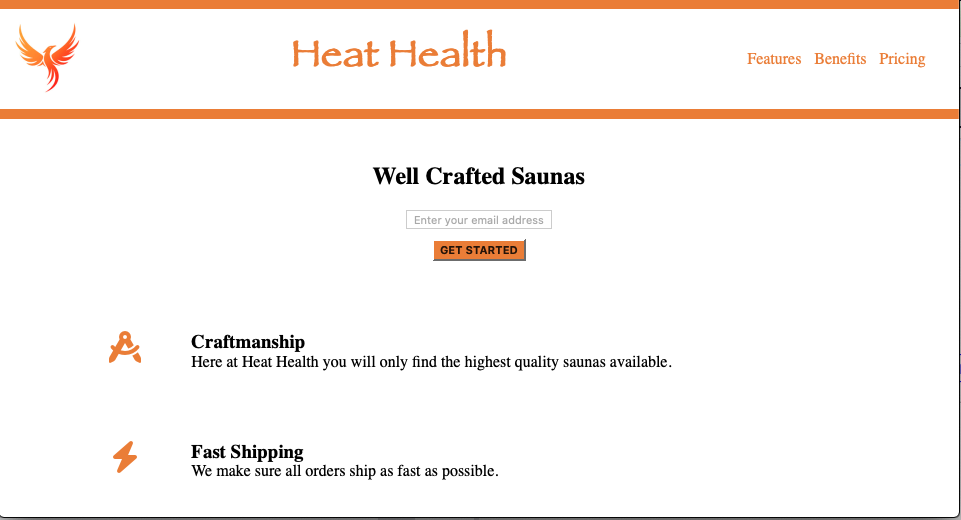 Heat Health
Features Benefits Pricing
Well Crafted Saunas
Enter your email address
GET STARTED
Craftmanship
Here at Heat Health you will only find the highest quality saunas available.
Fast Shipping
We make sure all orders ship as fast as possible.